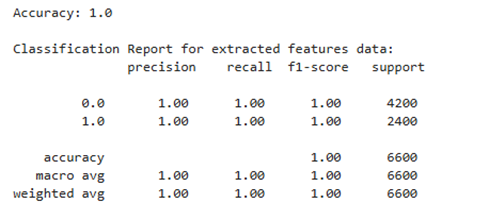 Accuracy: 1.0
Classification Report for extracted features data:
precision recall f1-score support
0.0 1.00 1.00 1.00 4200
1.0 1.00 1.00 1.00 2400
accuracy 1.00 6600
macro avg 1.00 1.00 1.00 6600
weighted avg 1.00 1.00 1.00 6600